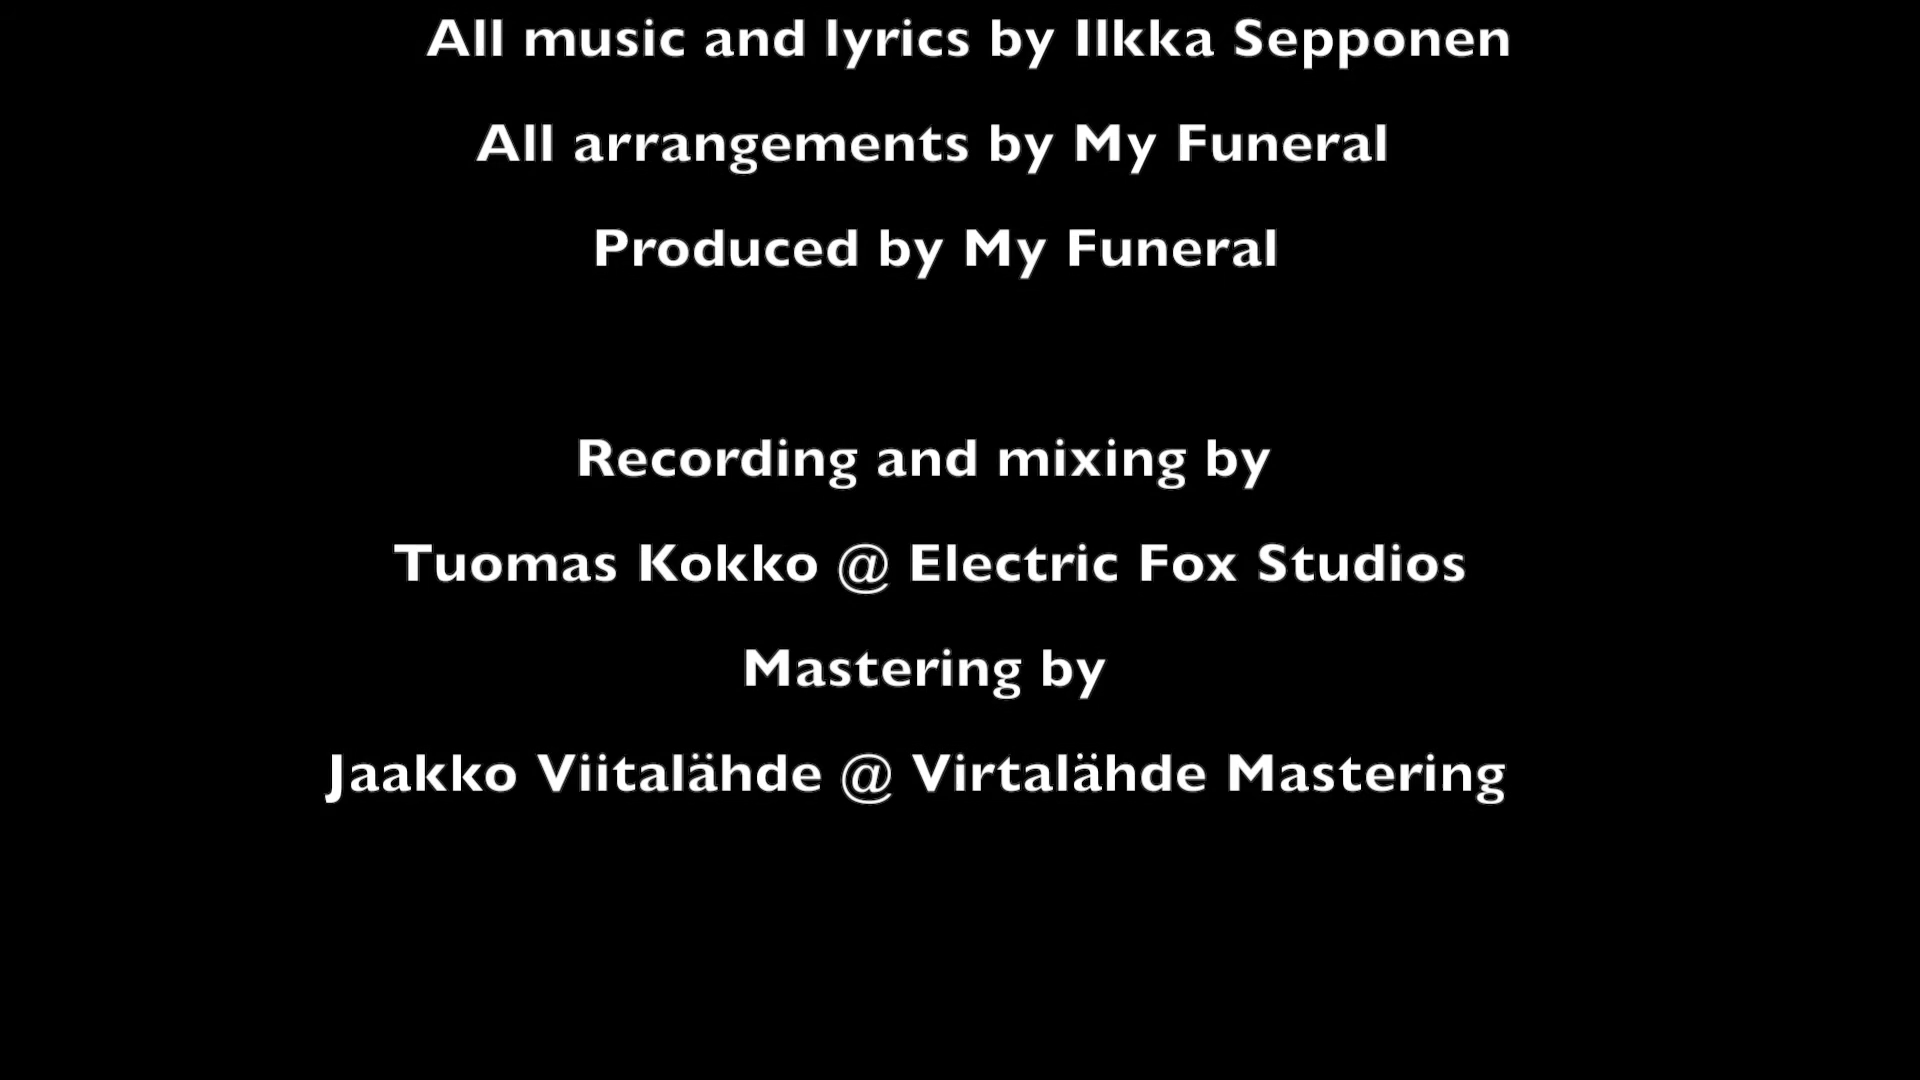 All music and lyrics by Ilkka Sepponen
All arrangements by My Funeral
Produced by My Funeral
Recording and mixing by
Tuomas Kokko @ Electric Fox Studios
Mastering by
Jaakko Viitalähde @ Virtalähde Mastering